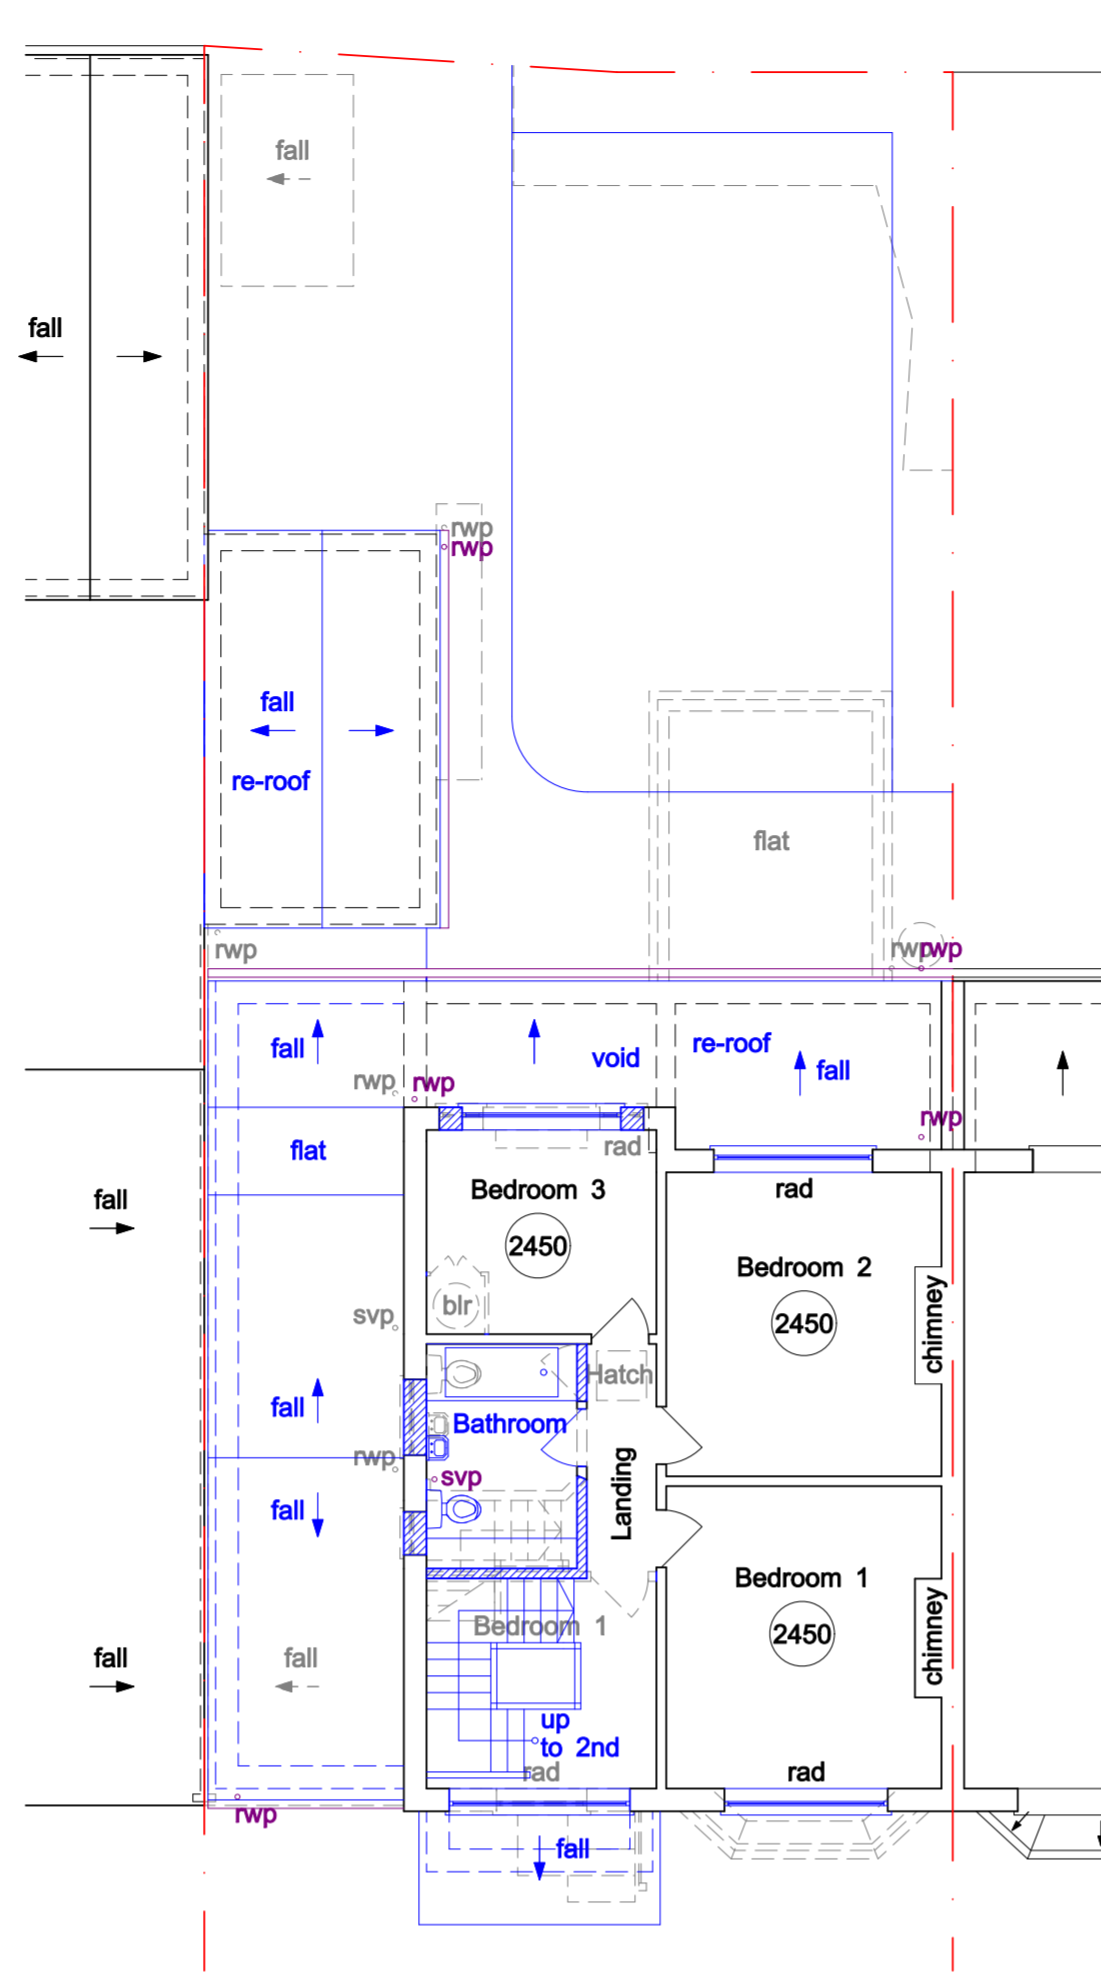 fall
fall
rwp
rwp
fall
re-roof
flat
rwp
rwp
rwp
fall
void
re-roof
fall
rwp
rwp
rwp
flat
rad
Bedroom 3
rad
fall
2450
Bedroom 2
blr
svp
2450
chimney
Hatch
fall
Bathroom
rwp
svp
Landing
fall
Bedroom 1
Bedroom 1
2450
chimney
fall
fall
up
to 2nd
rad
rad
rwp
fall